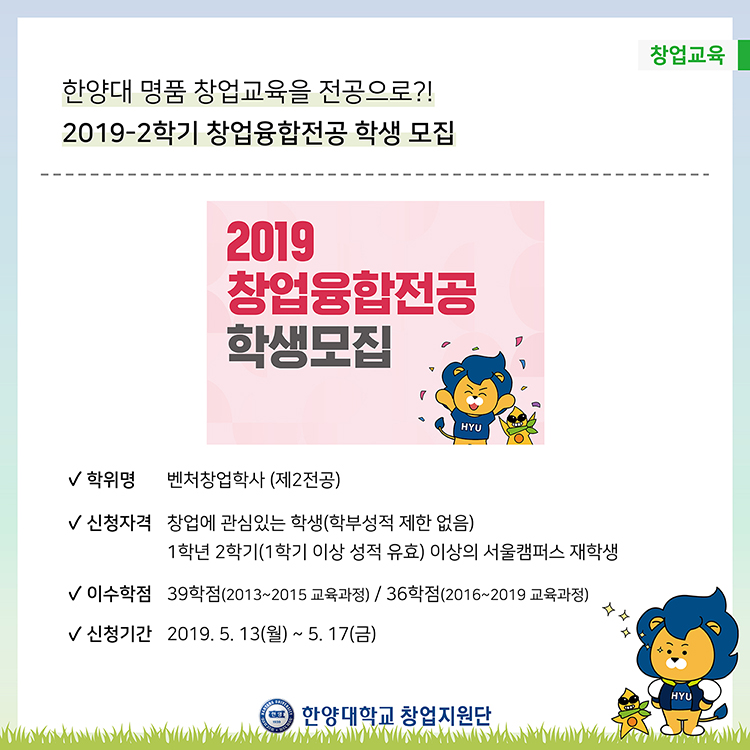 창업교육
한양대 명품 창업교육을 전공으로?!
2019-2학기 창업융합전공 학생 모집
2019
창업융합전공
학생모집
HYU
✓ 학위명 벤처창업학사 (제2전공)
✓ 신청자격 창업에 관심있는 학생(학부성적 제한 없음)
1학년 2학기(1학기 이상 성적 유효) 이상의 서울캠퍼스 재학생
✓ 이수학점 39학점(2013~2015 교육과정) / 36학점(2016~2019 교육과정)
✓ 신청기간 2019. 5. 13(월) ~ 5. 17(금)
HYU
한양대학교 창업지원단